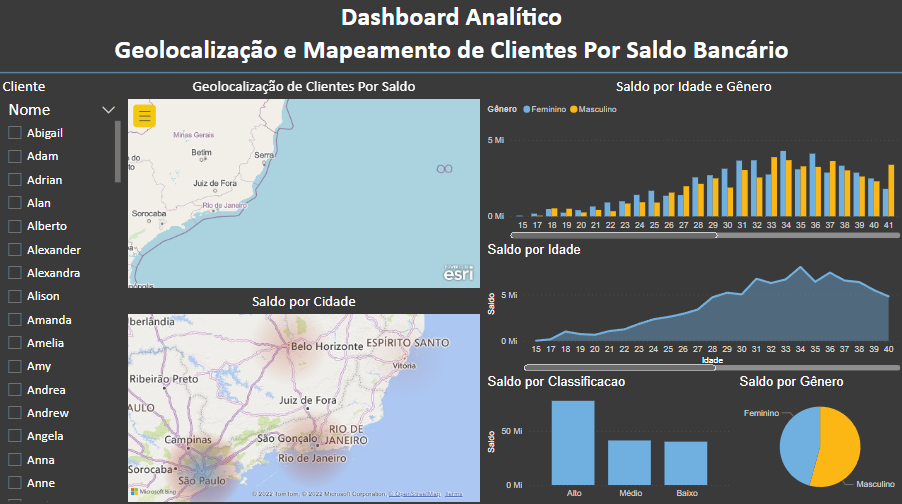 Dashboard Analítico
Geolocalização e Mapeamento de Clientes Por Saldo Bancário
Cliente
Nome
Abigail
Adam
Adrian
Alan
Alberto
Alexander
Alexandra
Alison
Amanda
Amelia
Amy
Andrea
Andrew
Angela
Anna
Anne
Geolocalização de Clientes Por Saldo
Minas Gerais
Betim
Serra
Juiz de Fora
Rio de Janeiro
Sorocaba
esri
Saldo por Cidade
berlândia
Belo Horizonte
ESPÍRITO SANTO
Vitória
Ribeirão Preto
AULO
Juiz de Fora
Campinas
São Gonçalo
RIO DE
JANEIRO
Rio de Janeiro
Sorocaba
São Paulo
Microsoft Bing
© 2022 TomTom, © 2022 Microsoft Corporation, © OpenStreetMap Terms
Saldo por Idade e Gênero
Gênero Feminino Masculino
5 Mi
0 Mi
15 17 18 19 20 21 22 23 24 25 26 27 28 29 30 31 32 33 34 35 36 37 38 39 40 41
Saldo por Idade
Saldo
5 Mi
0 Mi
15 17 18 19 20 21 22 23 24 25 26 27 28 29 30 31 32 33 34 35 36 37 38 39 40
Idade
Saldo por Classificacao
Saldo
50 Mi
0 Mi
Alto Médio Baixo
Saldo por Gênero
Feminino
Masculino